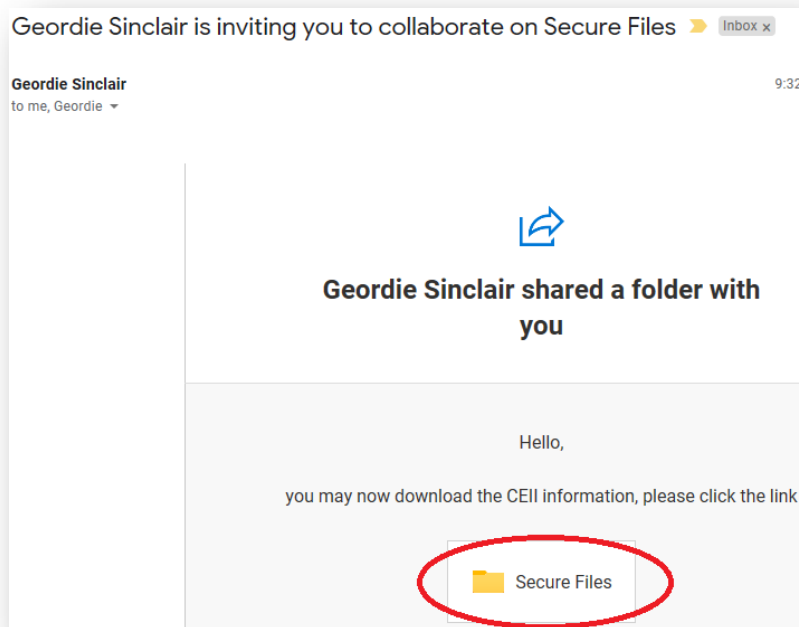 Geordie Sinclair is inviting you to collaborate on Secure Files Inbox x
Geordie Sinclair 9:32
to me, Geordie
Geordie Sinclair shared a folder with
you
Hello,
you may now download the CEII information, please click the link
Secure Files